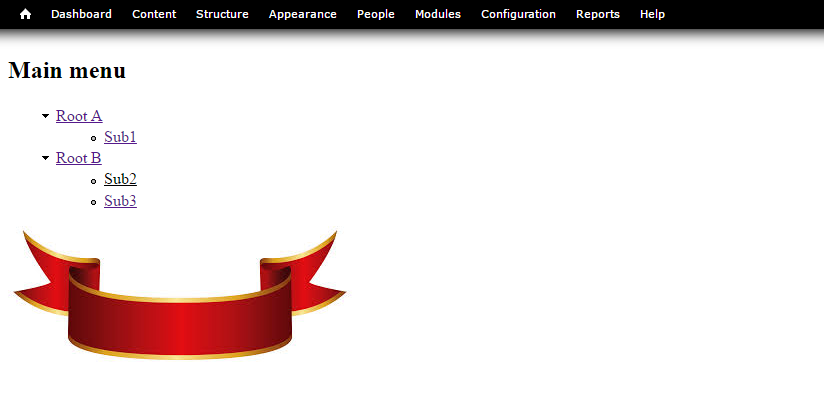 Dashboard Content Structure Appearance People Modules Configuration Reports Help
Main menu
Root A
Sub1
Root B
Sub2
Sub3